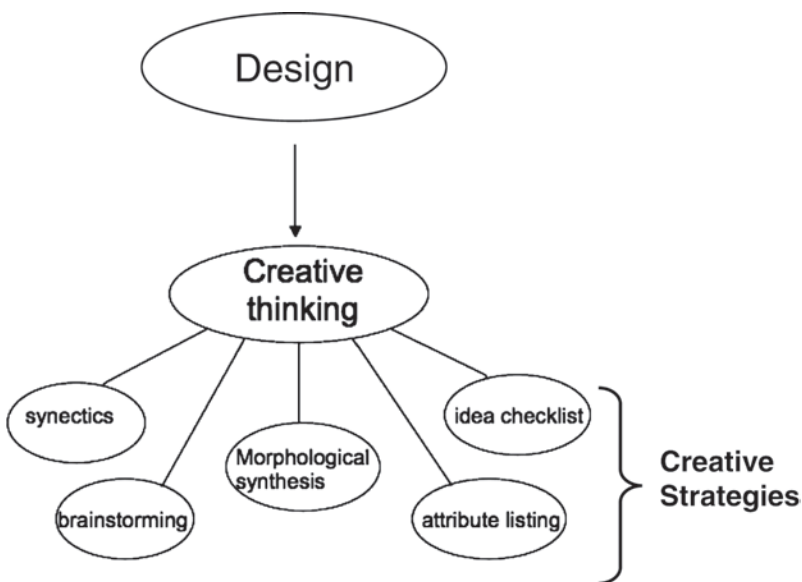 Design
Creative
thinking
synectics
idea checklist
Morphological
synthesis
brainstorming
attribute listing
Creative
Strategies.